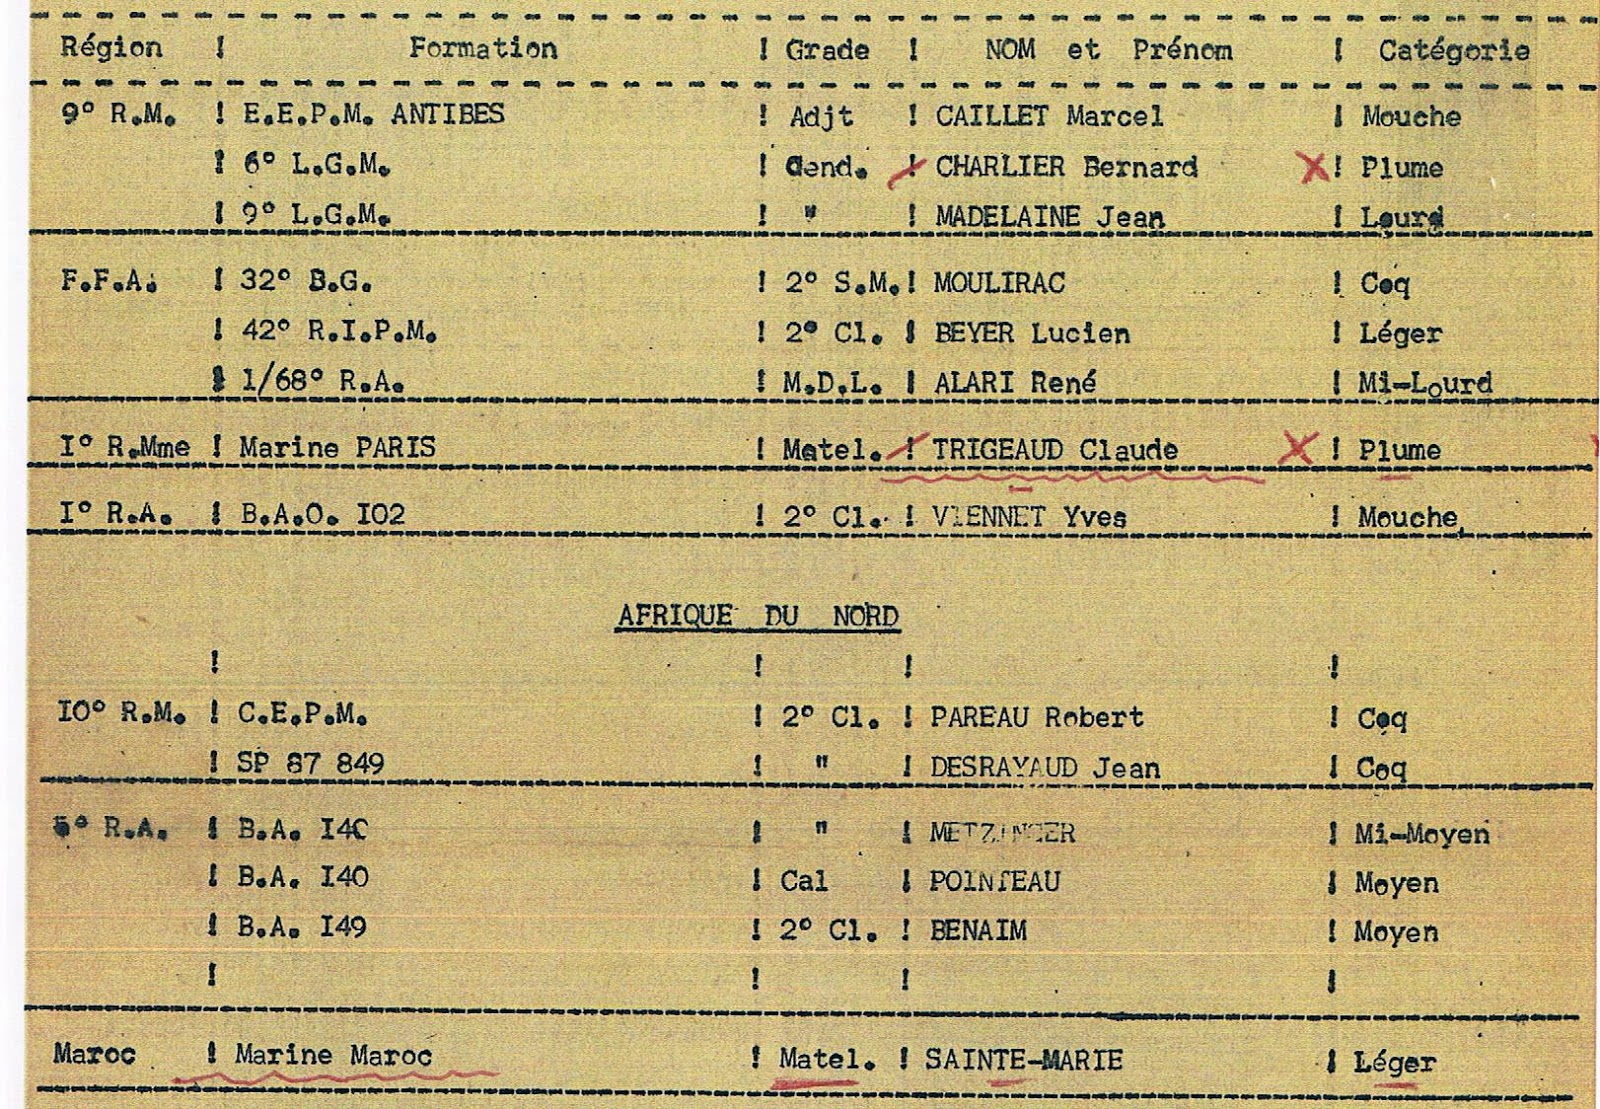 Région ! Formation ! Grade ! NOM et Prénom ! Catégorie
9° R.M. ! E.E.P.M. ANTIBES ! Adjt ! CAILLET Marcel ! Mouche
! 6° L.G.M. ! Gend. ! CHARLIER Bernard ! Plume
! 9° L.G.M. ! " ! MADELAINE Jean ! Lourd
F.F.A. ! 32° B.G. ! 2° S.M. ! MOULIRAC ! Coq
! 42° R.I.P.M. ! 2° Cl. ! BEYER Lucien ! Léger
! 1/68° R.A. ! M.D.L. ! ALARI René ! Mi-Lourd
I° R.Mme ! Marine PARIS ! Matel. ! TRIGEAUD Claude ! Plume
I° R.A. ! B.A.O. IO2 ! 2° Cl. ! VIENNET Yves ! Mouche
AFRIQUE DU NORD
! ! ! !
IO° R.M. ! C.E.P.M. ! 2° Cl. ! PAREAU Robert ! Coq
! SP 87 849 ! " ! DESRAYAUD Jean ! Coq
5° R.A. ! B.A. I40 ! " ! METZINGER ! Mi-Moyen
! B.A. I40 ! Cal ! POINTEAU ! Moyen
! B.A. I49 ! 2° Cl. ! BENAIM ! Moyen
! ! ! !
Maroc ! Marine Maroc ! Matel. ! SAINTE-MARIE ! Léger